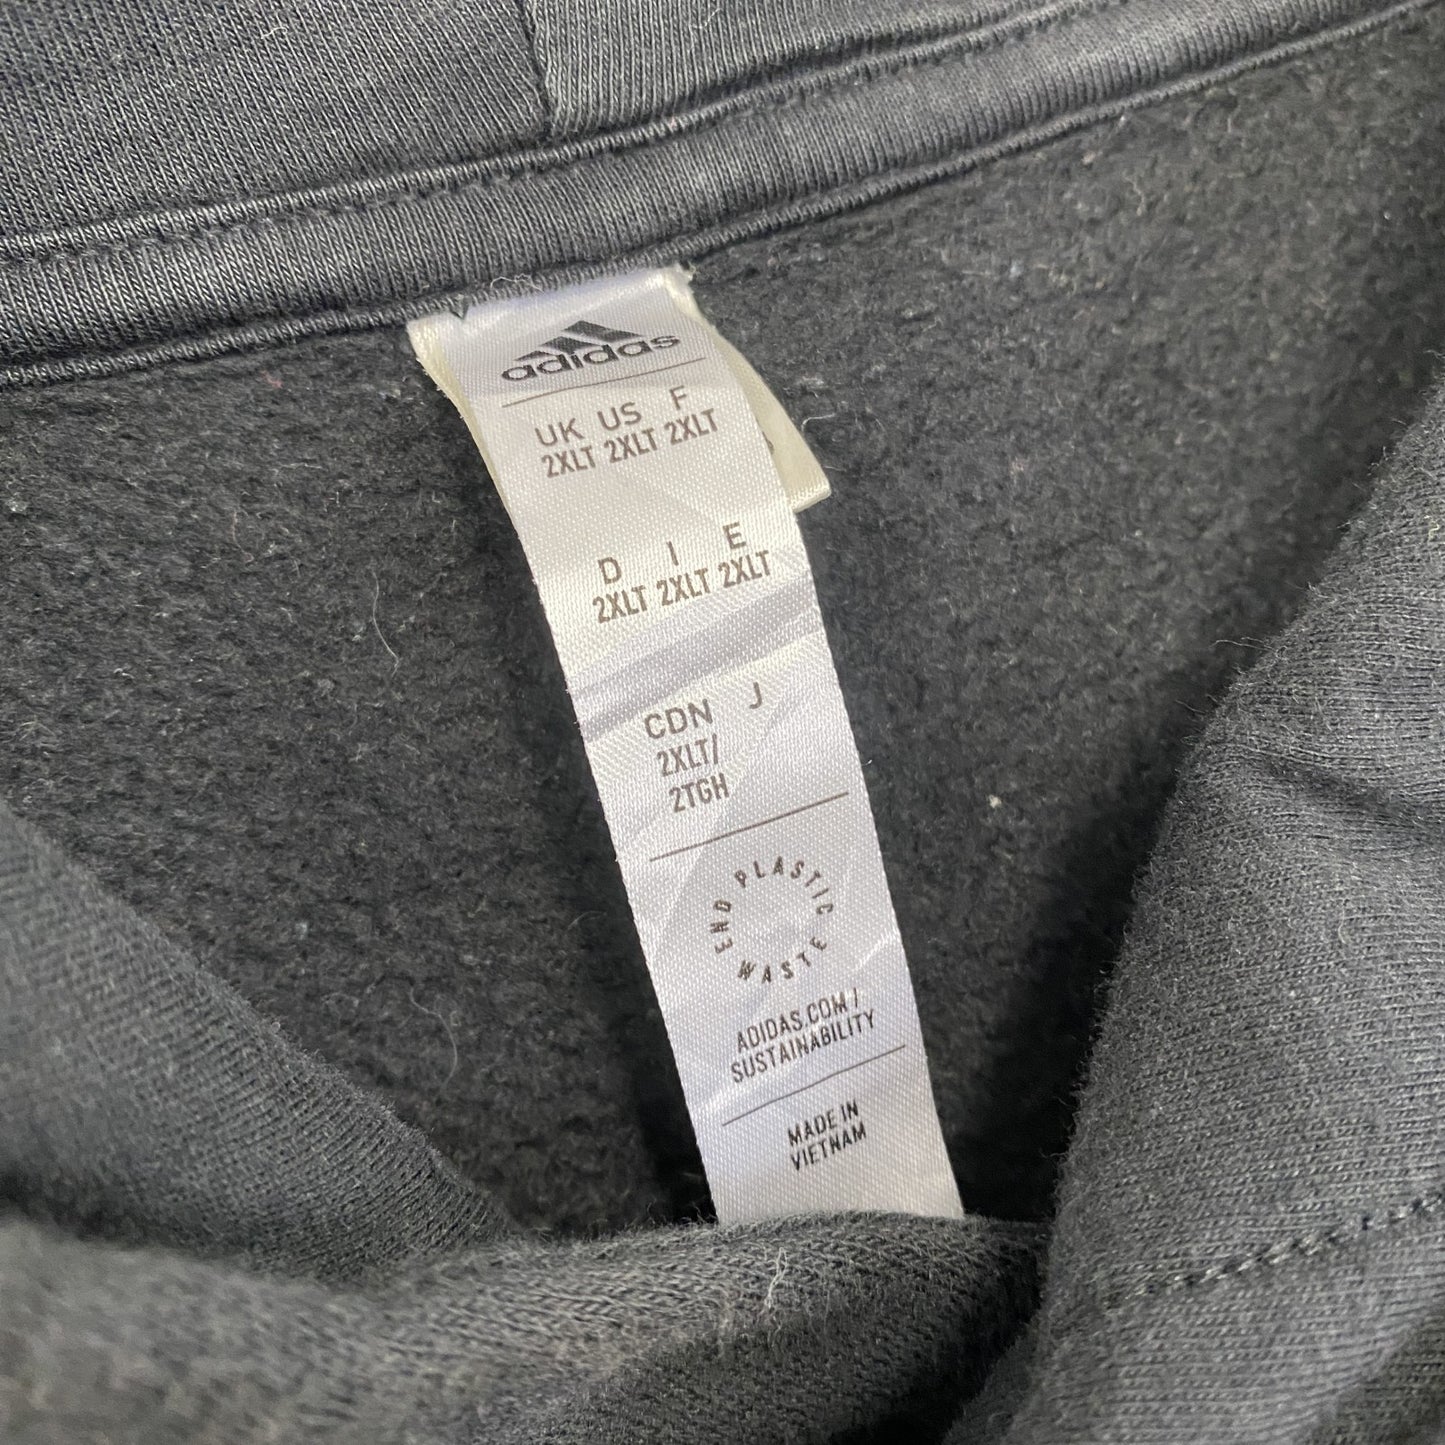 adidas
UK US F
2XLT 2XLT 2XLT
D I E
2XLT 2XLT 2XLT
CDN J
2XLT/
2TGH
END PLASTIC WASTE
ADIDAS.COM/
SUSTAINABILITY
MADE IN
VIETNAM